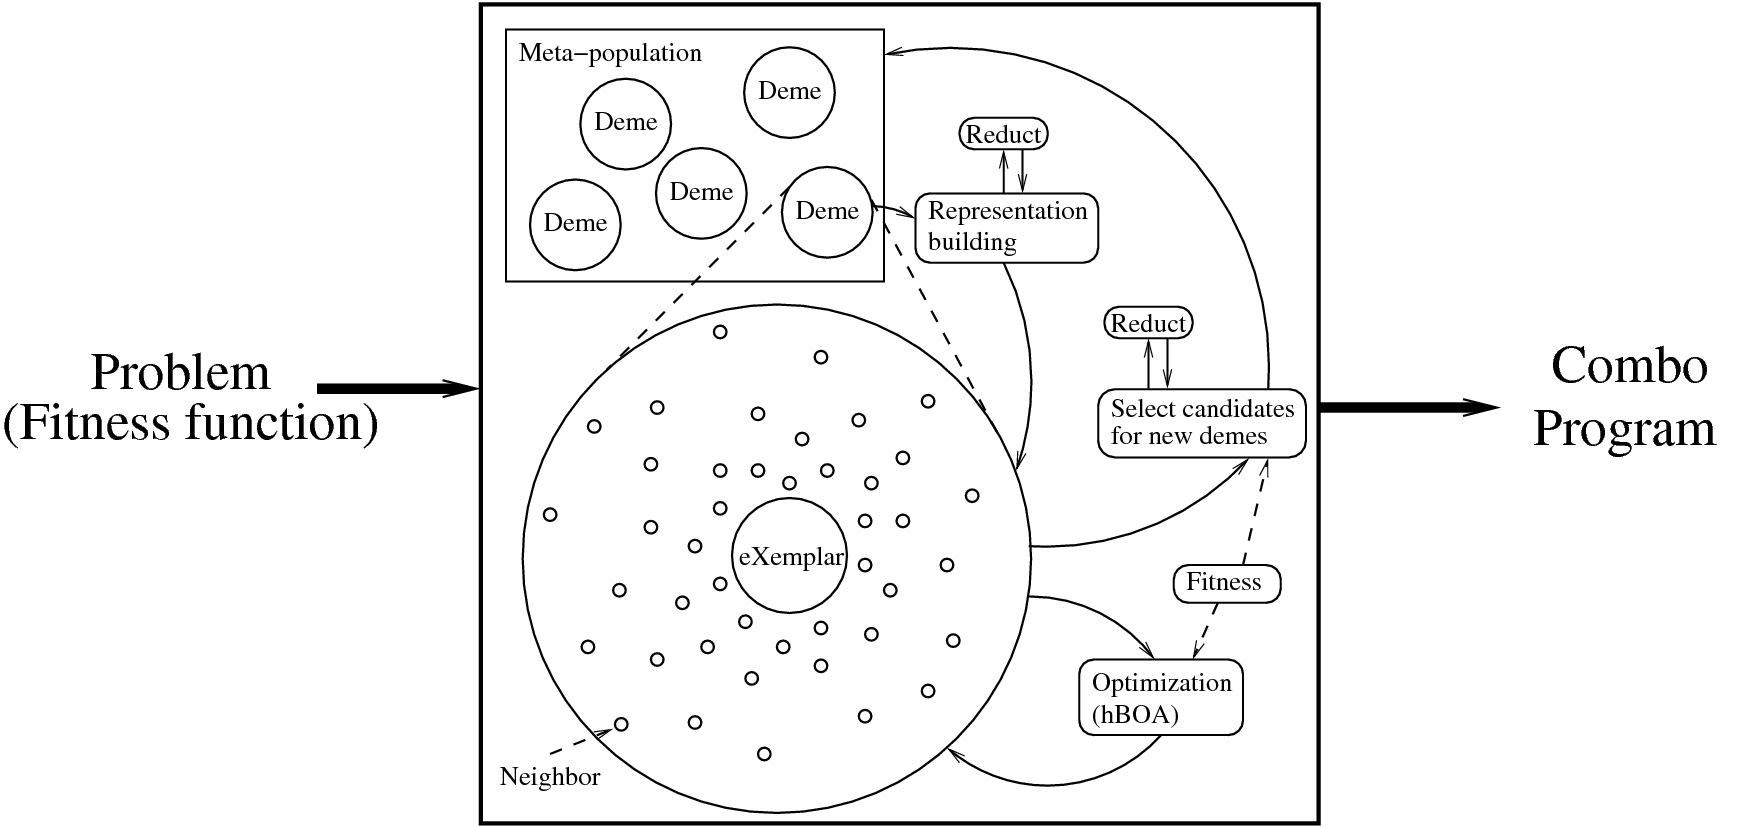 Problem
(Fitness function)
Meta−population
Deme
Deme
Deme
Deme
Deme
Reduct
Representation
building
Reduct
Select candidates
for new demes
eXemplar
Fitness
Optimization
(hBOA)
Neighbor
Combo
Program